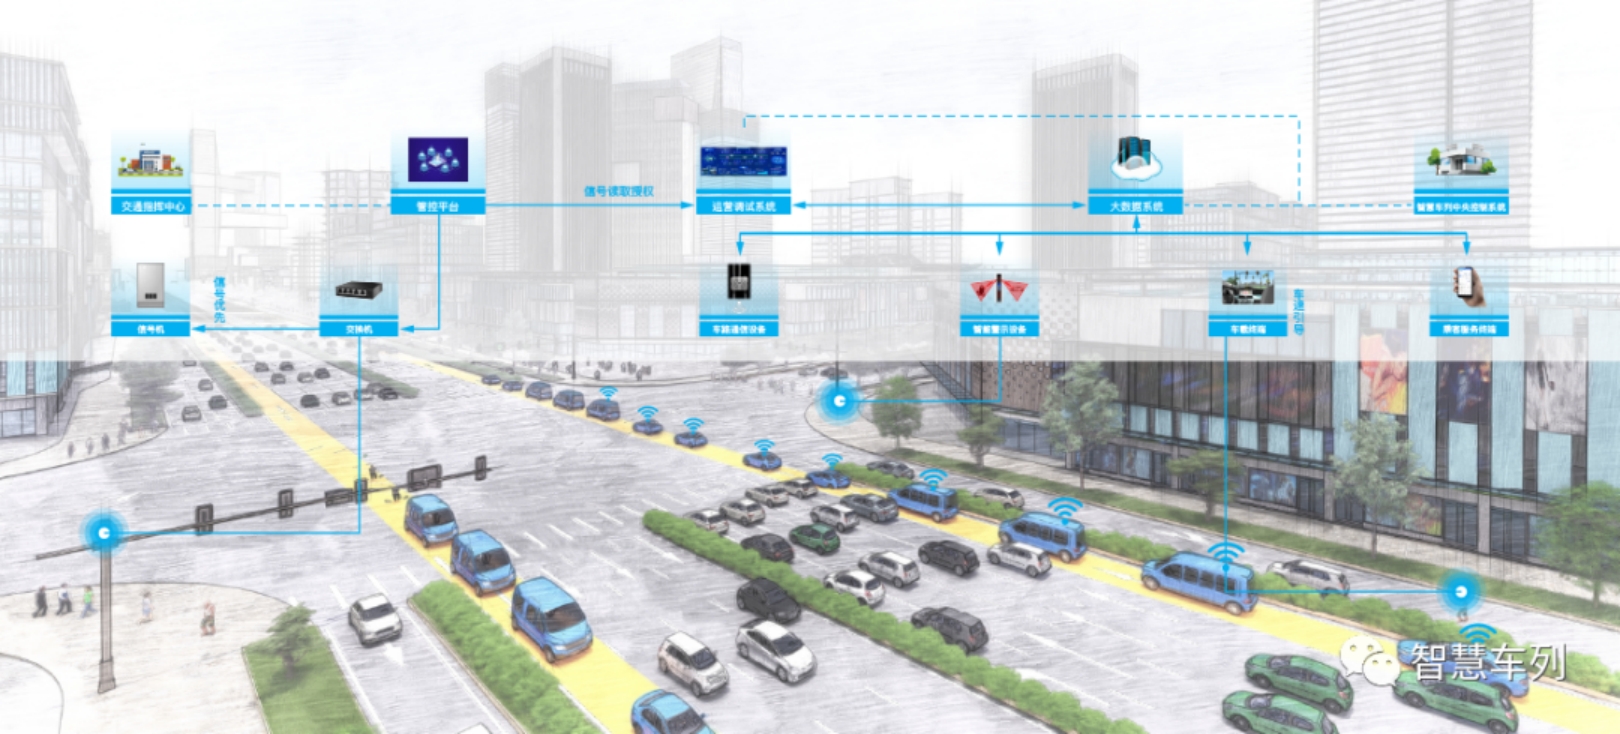 交通指挥中心
管控平台
信号读取授权
运营调试系统
大数据系统
智慧车列中央控制系统
信号机
信号优先
交换机
车路通信设备
智能警示设备
车载终端
车速引导
乘客服务终端
智慧车列